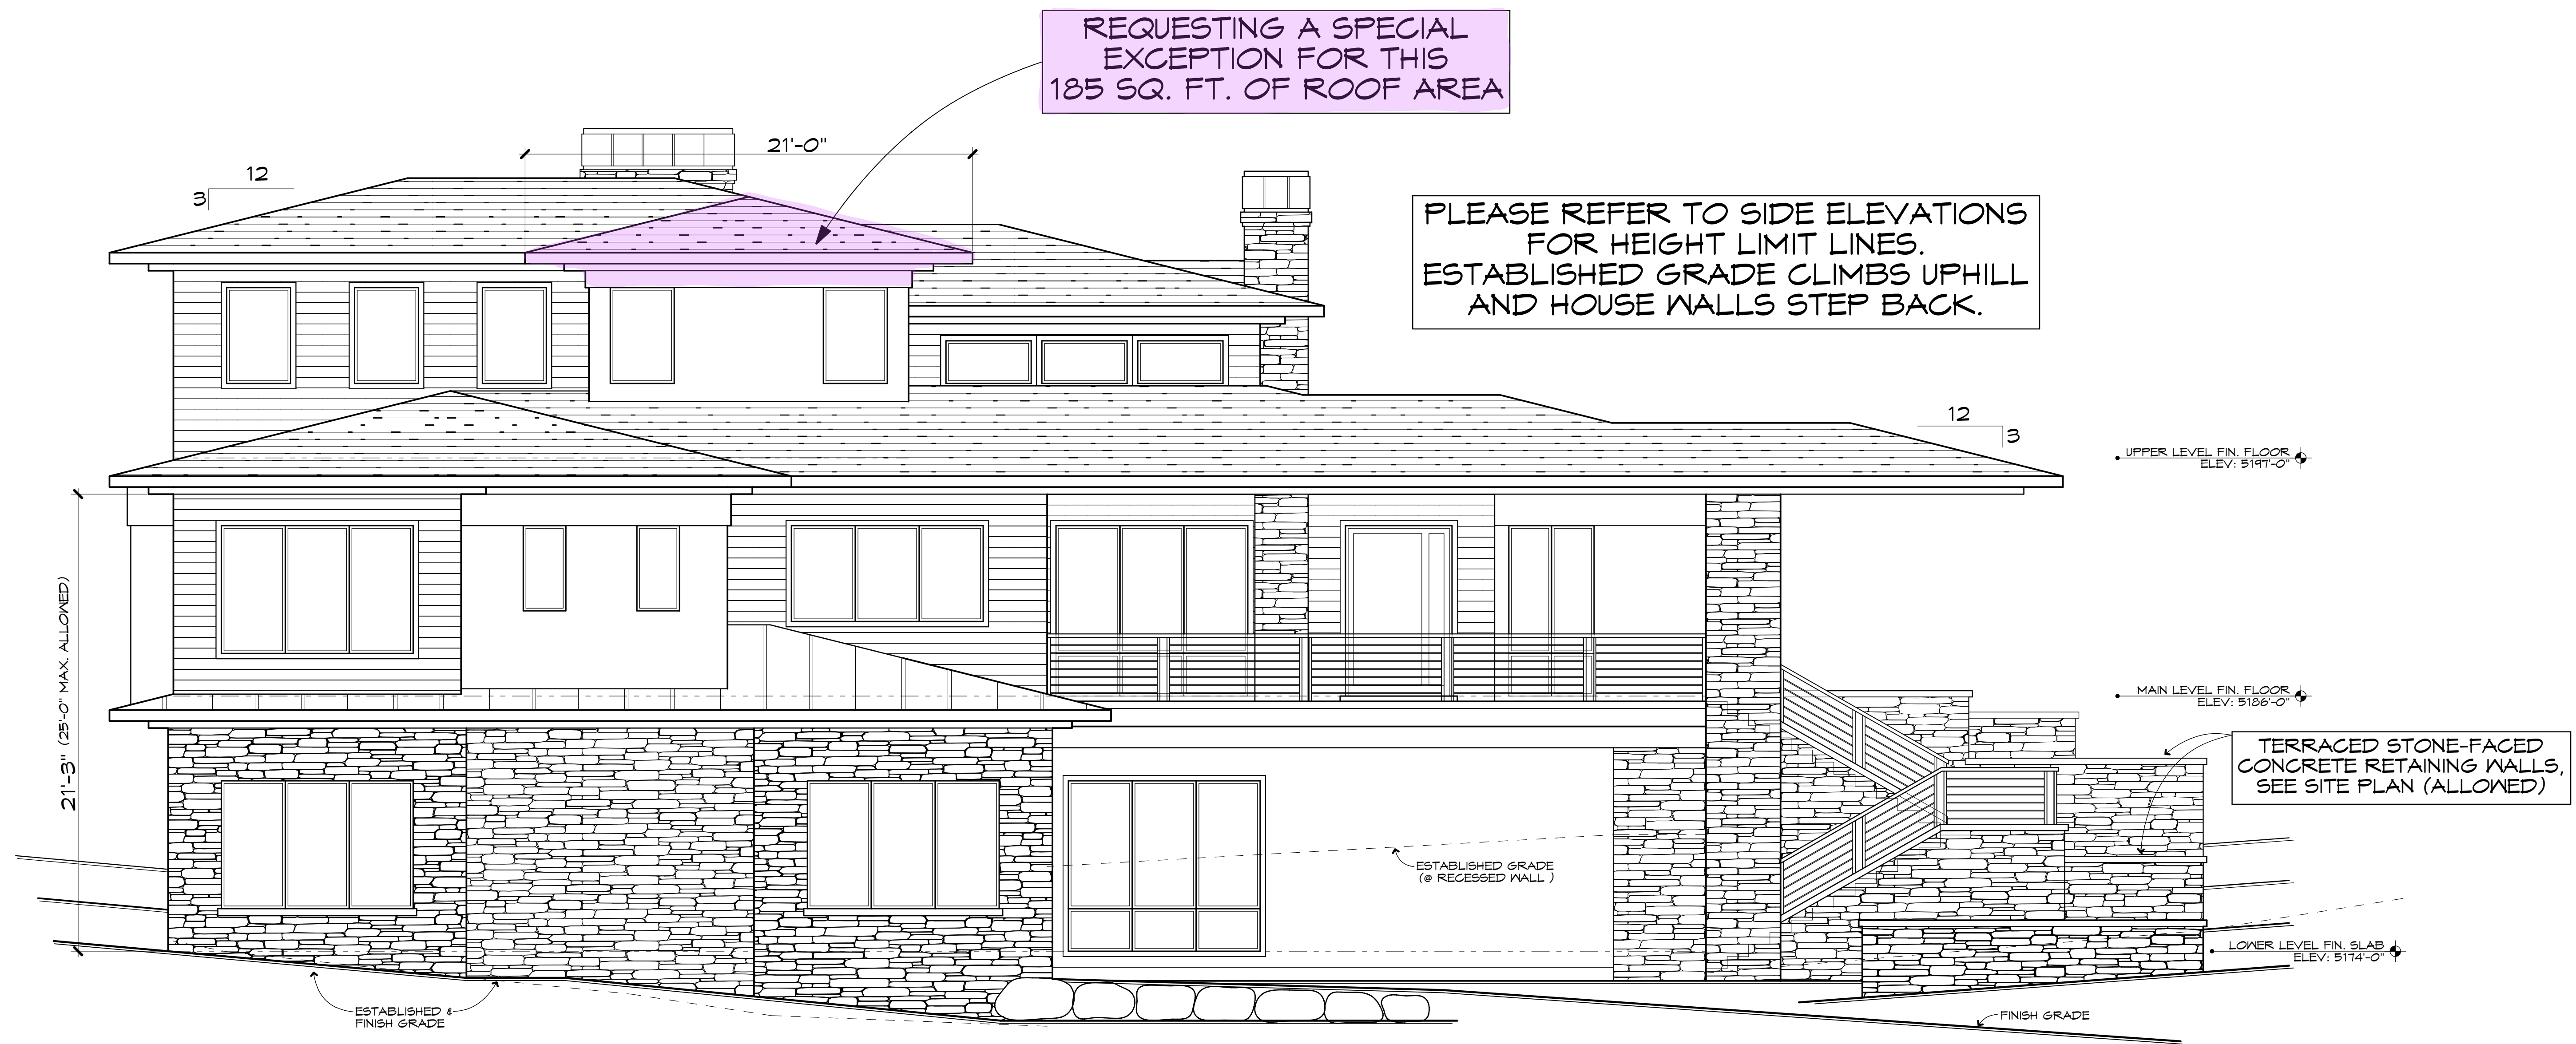 REQUESTING A SPECIAL
EXCEPTION FOR THIS
185 SQ. FT. OF ROOF AREA
21'-0"
12
3
PLEASE REFER TO SIDE ELEVATIONS
FOR HEIGHT LIMIT LINES.
ESTABLISHED GRADE CLIMBS UPHILL
AND HOUSE WALLS STEP BACK.
12
3
UPPER LEVEL FIN. FLOOR
ELEV: 5197'-0"
21'-3" (25'-0" MAX. ALLOWED)
MAIN LEVEL FIN. FLOOR
ELEV: 5186'-0"
TERRACED STONE-FACED
CONCRETE RETAINING WALLS,
SEE SITE PLAN (ALLOWED)
ESTABLISHED GRADE
(@ RECESSED WALL )
LOWER LEVEL FIN. SLAB
ELEV: 5174'-0"
ESTABLISHED &
FINISH GRADE
FINISH GRADE